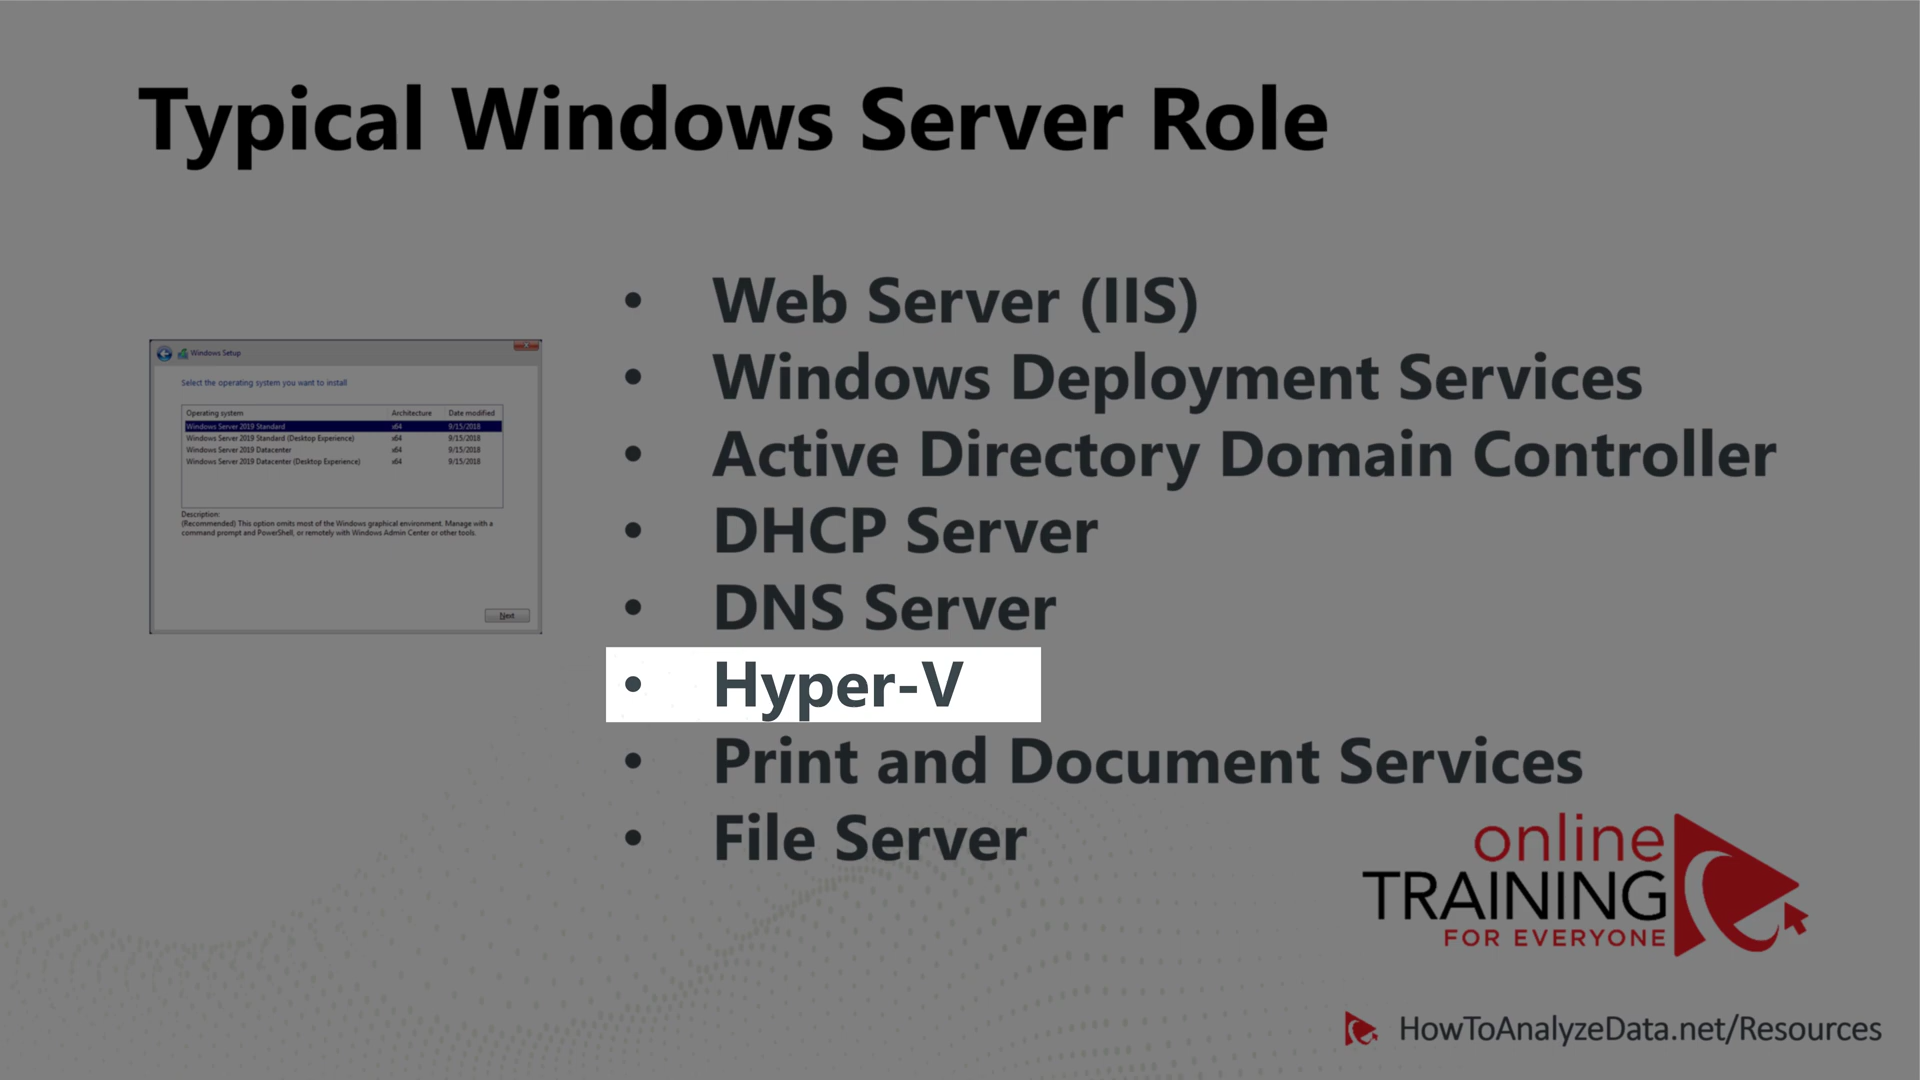 Typical Windows Server Role
Windows Setup
Select the operating system you want to install
Operating system Architecture Date modified
Windows Server 2019 Standard x64 9/15/2018
Windows Server 2019 Standard (Desktop Experience) x64 9/15/2018
Windows Server 2019 Datacenter x64 9/15/2018
Windows Server 2019 Datacenter (Desktop Experience) x64 9/15/2018
Description:
(Recommended) This option omits most of the Windows graphical environment. Manage with a
command prompt and PowerShell, or remotely with Windows Admin Center or other tools.
Next
• Web Server (IIS)
• Windows Deployment Services
• Active Directory Domain Controller
• DHCP Server
• DNS Server
• Hyper-V
• Print and Document Services
• File Server
online
TRAINING
FOR EVERYONE
HowToAnalyzeData.net/Resources